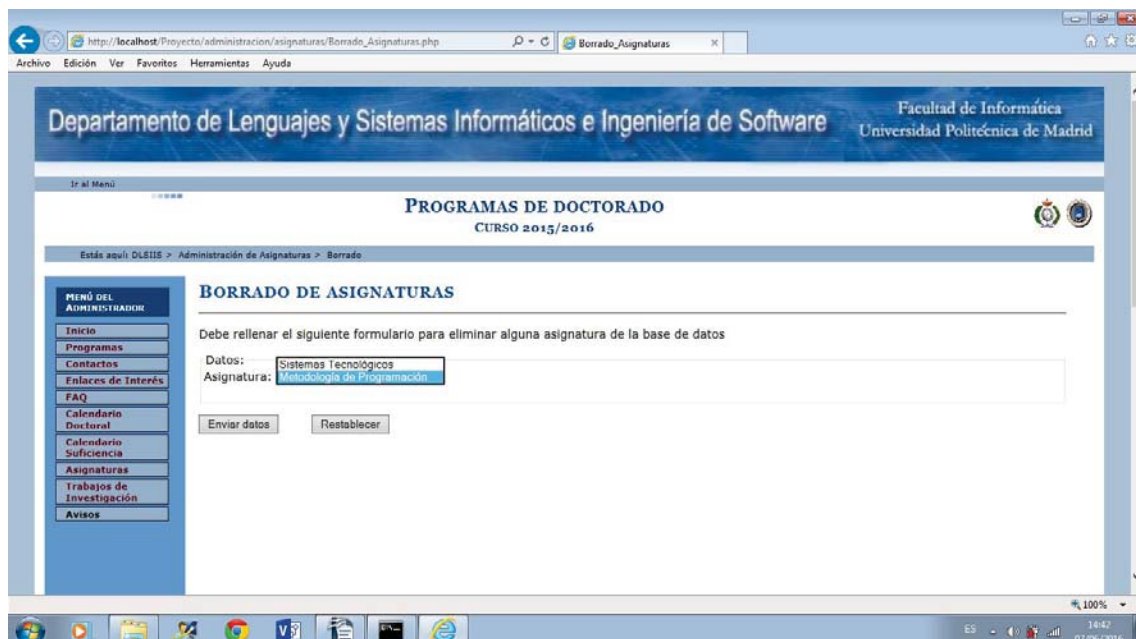 http://localhost/Proyecto/administracion/asignaturas/Borrado_Asignaturas.php
Borrado_Asignaturas
Archivo Edición Ver Favoritos Herramientas Ayuda
Departamento de Lenguajes y Sistemas Informáticos e Ingeniería de Software
Facultad de Informática
Universidad Politécnica de Madrid
Ir al Menú
PROGRAMAS DE DOCTORADO
CURSO 2015/2016
Estás aquí: DLSIIS > Administración de Asignaturas > Borrado
MENÚ DEL
ADMINISTRADOR
Inicio
Programas
Contactos
Enlaces de Interés
FAQ
Calendario
Doctoral
Calendario
Suficiencia
Asignaturas
Trabajos de
Investigación
Avisos
BORRADO DE ASIGNATURAS
Debe rellenar el siguiente formulario para eliminar alguna asignatura de la base de datos
Datos:
Sistemas Tecnológicos
Asignatura: Metodología de Programación
Enviar datos Restablecer
100%
ES
14:42